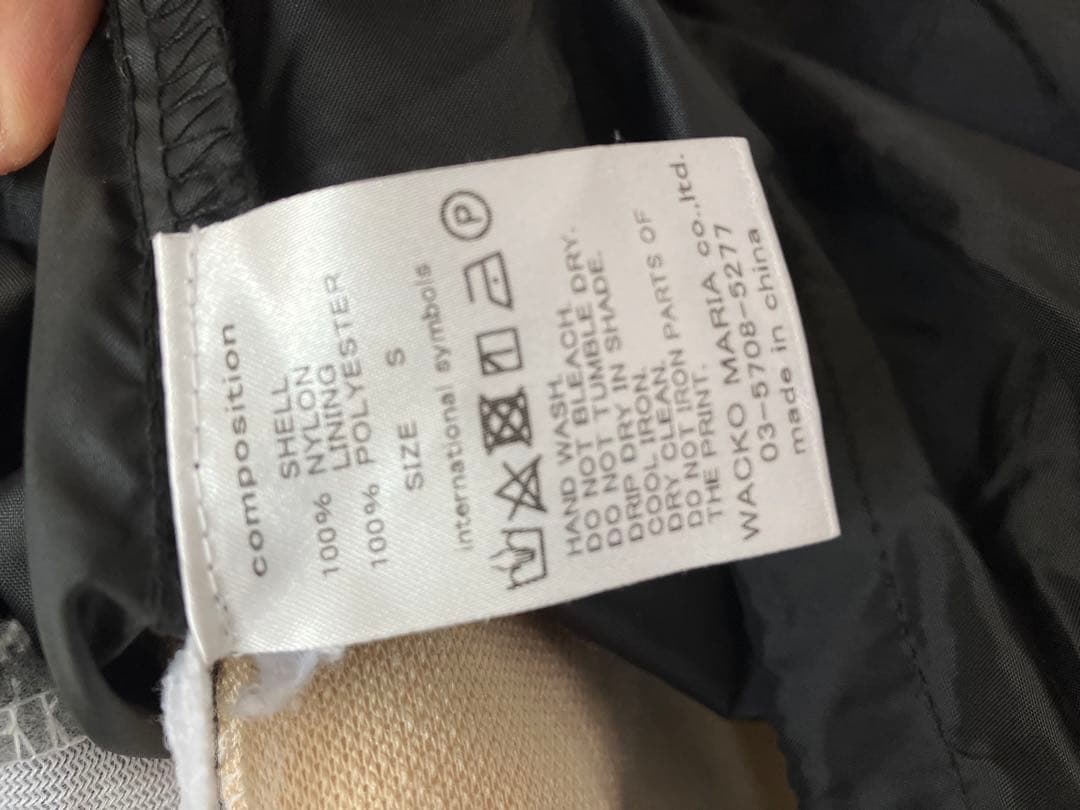 composition
SHELL
100% NYLON
LINING
100% POLYESTER
SIZE S
international symbols
P
HAND WASH.
DO NOT BLEACH.
DO NOT TUMBLE DRY.
DRIP DRY IN SHADE.
COOL IRON.
DRY CLEAN.
DO NOT IRON PARTS OF
THE PRINT.
WACKO MARIA co.,ltd.
03-5708-5277
made in china